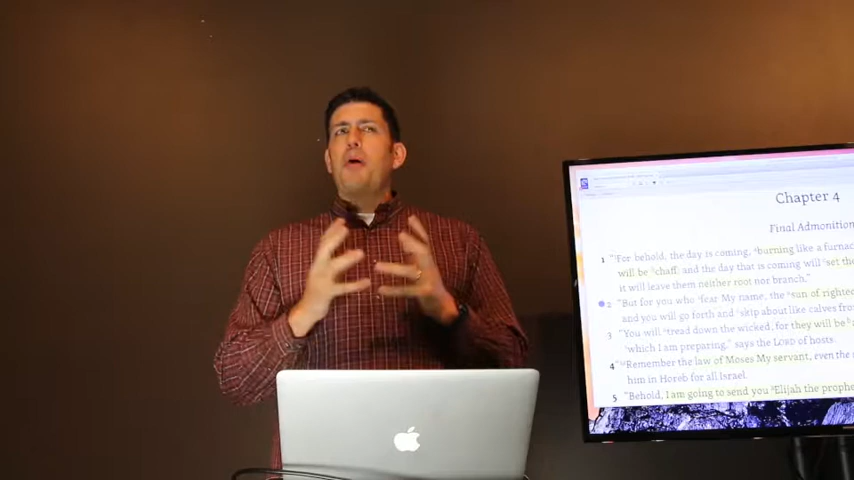 Chapter 4
Final Admonition
1 "For behold, the day is coming, burning like a furnac
will be chaff; and the day that is coming will set the
it will leave them neither root nor branch."
2 "But for you who fear My name, the sun of righte
and you will go forth and skip about like calves fro
3 "You will tread down the wicked, for they will be
which I am preparing," says the LORD of hosts.
4 "Remember the law of Moses My servant, even the
him in Horeb for all Israel.
5 "Behold, I am going to send you Elijah the prophe